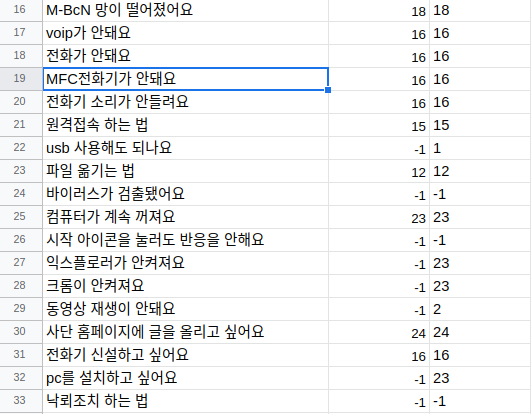 16 M-BcN 망이 떨어졌어요 18 18
17 voip가 안돼요 16 16
18 전화가 안돼요 16 16
19 MFC전화기가 안돼요 16 16
20 전화기 소리가 안들려요 16 16
21 원격접속 하는 법 15 15
22 usb 사용해도 되나요 -1 1
23 파일 옮기는 법 12 12
24 바이러스가 검출됐어요 -1 -1
25 컴퓨터가 계속 꺼져요 23 23
26 시작 아이콘을 눌러도 반응을 안해요 -1 -1
27 익스플로러가 안켜져요 -1 23
28 크롬이 안켜져요 -1 23
29 동영상 재생이 안돼요 -1 2
30 사단 홈페이지에 글을 올리고 싶어요 24 24
31 전화기 신설하고 싶어요 16 16
32 pc를 설치하고 싶어요 -1 23
33 낙뢰조치 하는 법 -1 -1